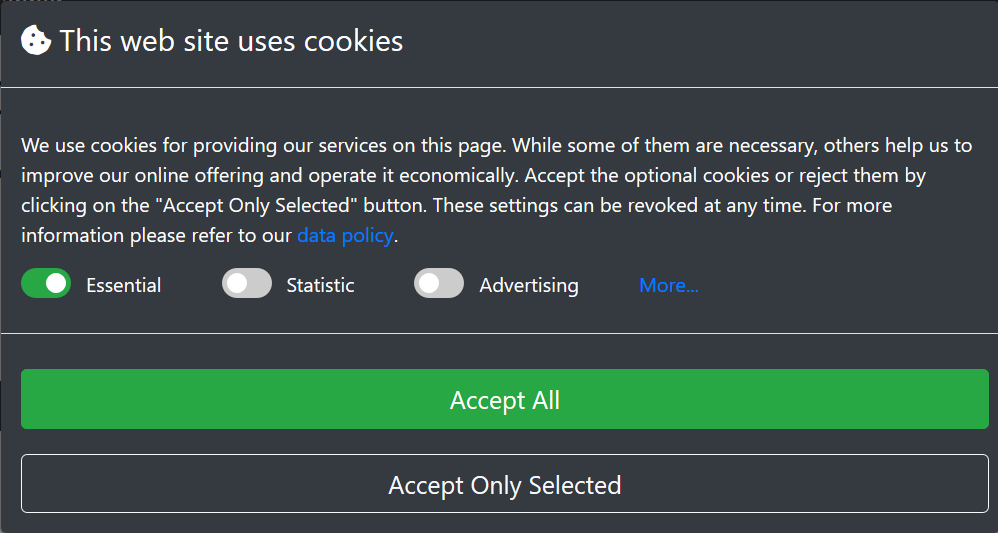 This web site uses cookies
We use cookies for providing our services on this page. While some of them are necessary, others help us to
improve our online offering and operate it economically. Accept the optional cookies or reject them by
clicking on the "Accept Only Selected" button. These settings can be revoked at any time. For more
information please refer to our data policy.
Essential Statistic Advertising More...
Accept All
Accept Only Selected